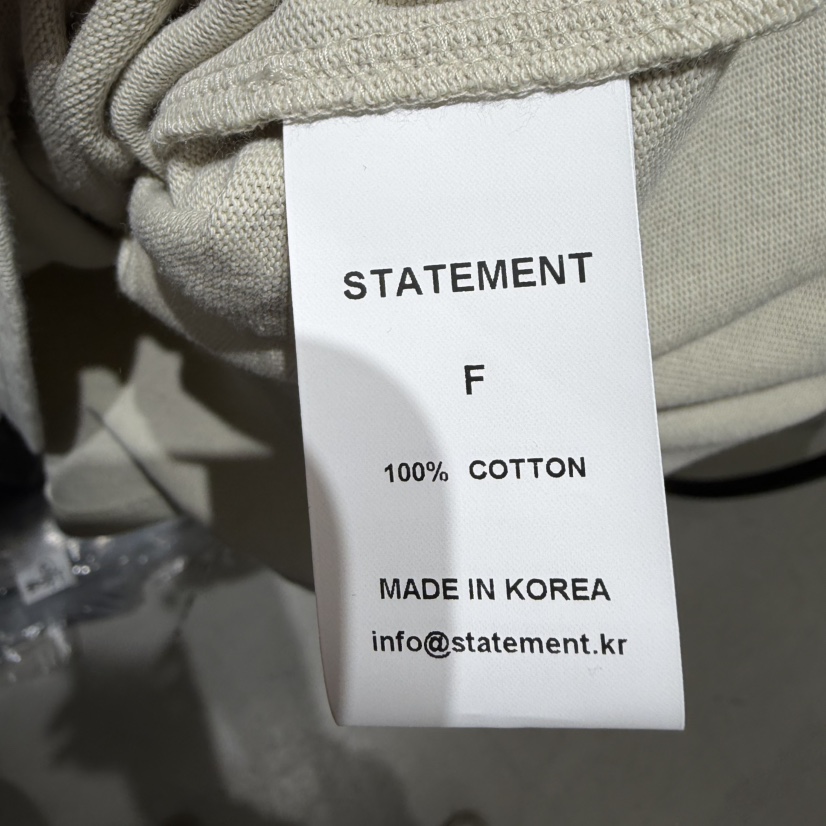 STATEMENT
F
100% COTTON
MADE IN KOREA
info@statement.kr